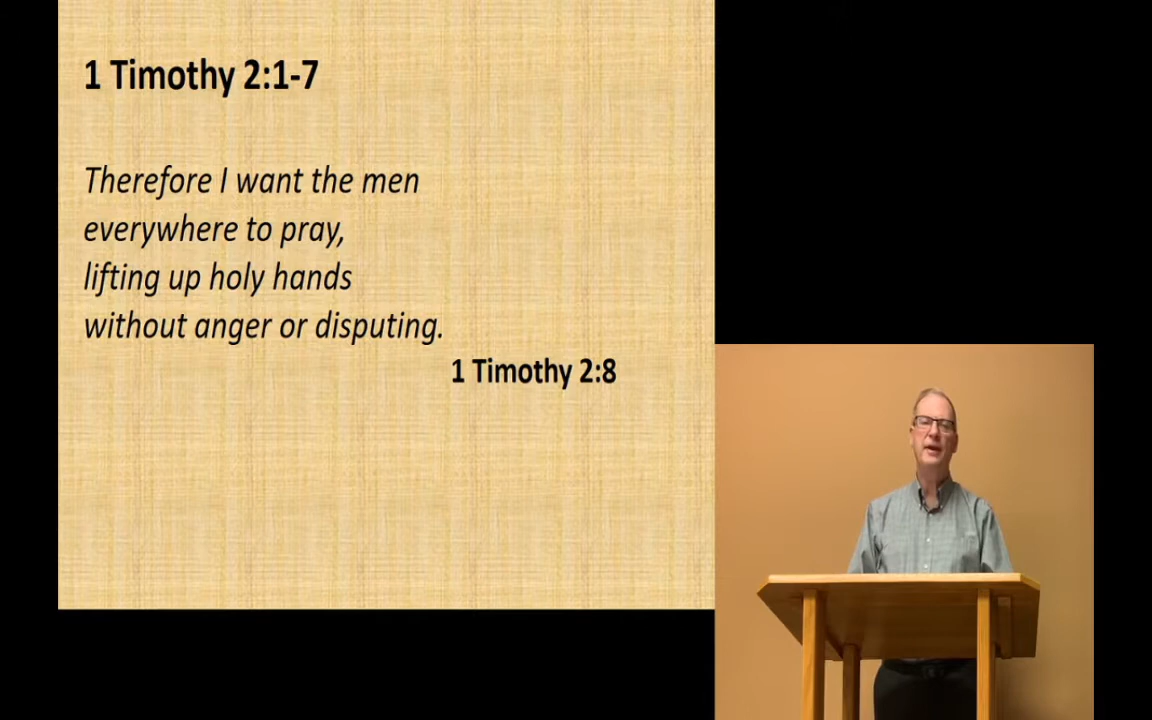 1 Timothy 2:1-7
Therefore I want the men
everywhere to pray,
lifting up holy hands
without anger or disputing.
1 Timothy 2:8